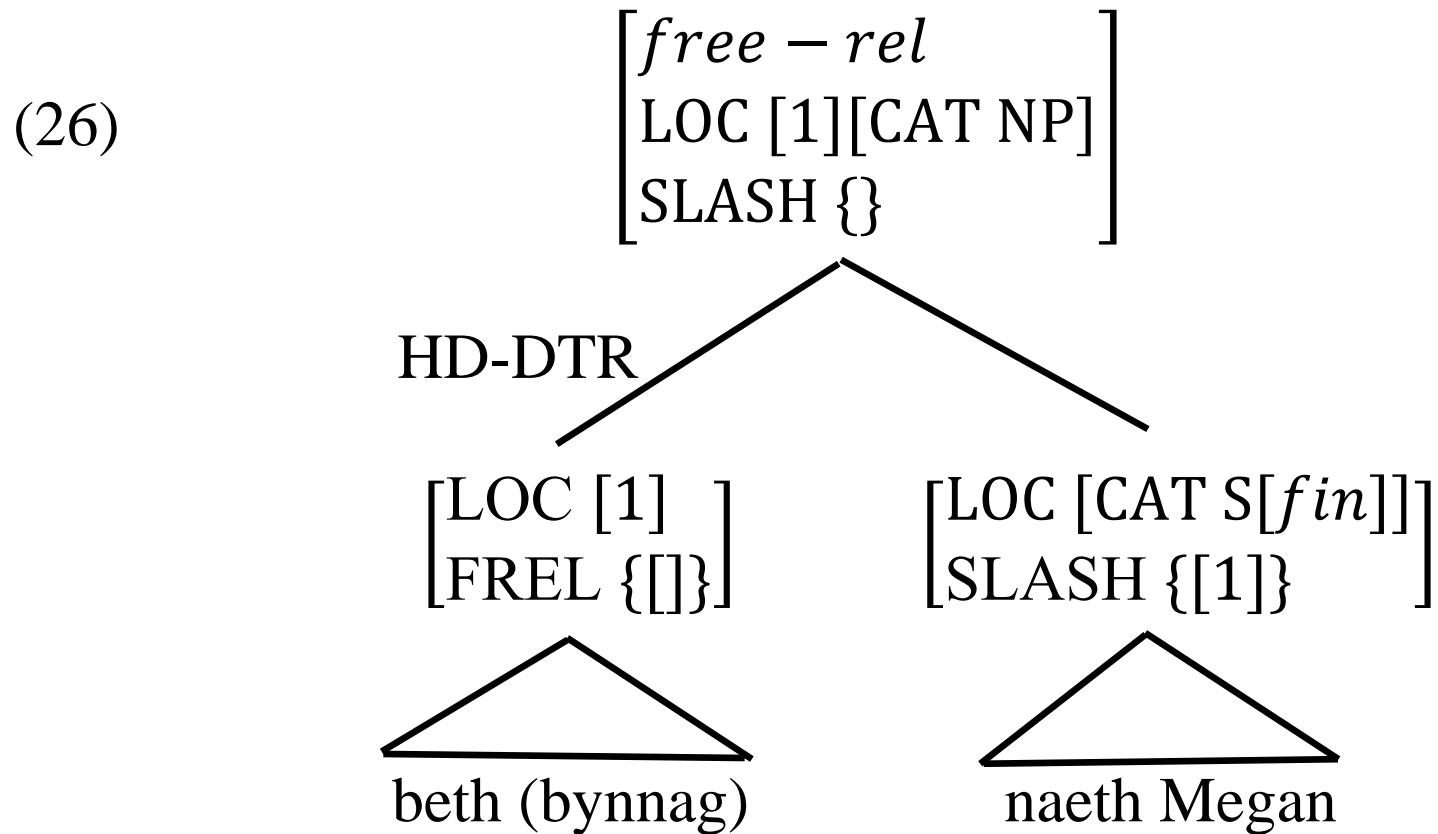 free – rel
(26)
LOC [1][CAT NP]
SLASH {}
HD-DTR
LOC [1]
FREL {[]}
LOC [CAT S[fin]]
SLASH {[1]}
beth (bynnag)
naeth Megan